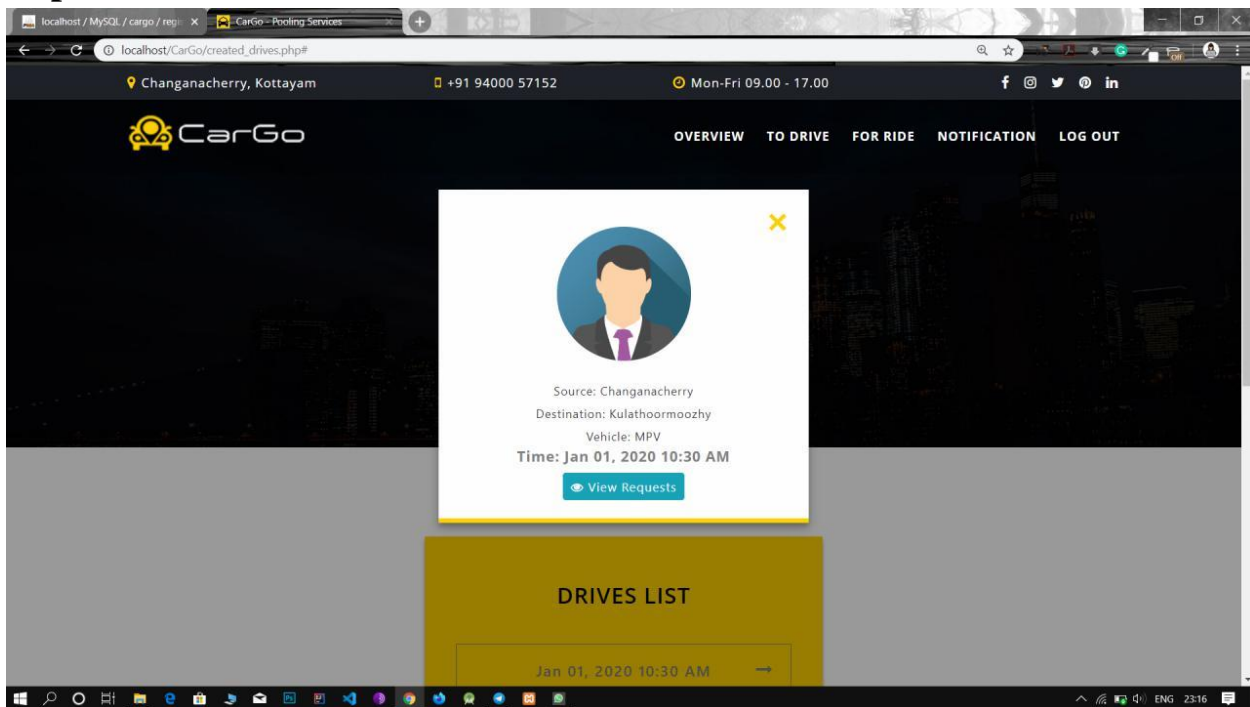 localhost / MySQL / cargo / regi
CarGo - Pooling Services
localhost/CarGo/created_drives.php#
Changanacherry, Kottayam
+91 94000 57152
Mon-Fri 09.00 - 17.00
CarGo
OVERVIEW TO DRIVE FOR RIDE NOTIFICATION LOG OUT
Source: Changanacherry
Destination: Kulathoormoozhy
Vehicle: MPV
Time: Jan 01, 2020 10:30 AM
View Requests
DRIVES LIST
Jan 01, 2020 10:30 AM
ENG 23:16